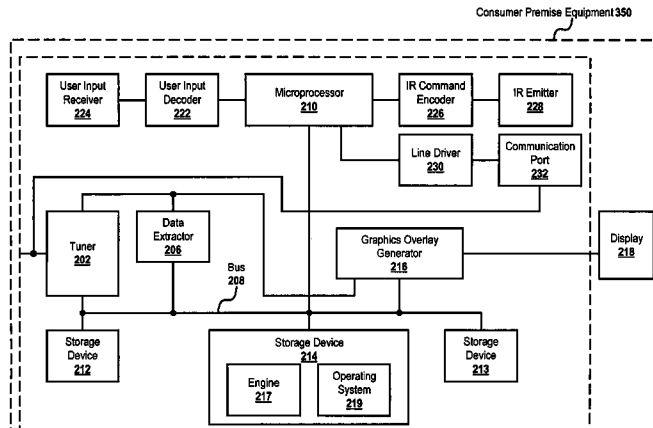 Consumer Premise Equipment 350
User Input
Receiver
224
User Input
Decoder
222
Microprocessor
210
IR Command
Encoder
226
IR Emitter
228
Line Driver
230
Communication
Port
232
Tuner
202
Data
Extractor
206
Graphics Overlay
Generator
216
Display
218
Bus
208
Storage
Device
212
Storage Device
214
Engine
217
Operating
System
219
Storage
Device
213